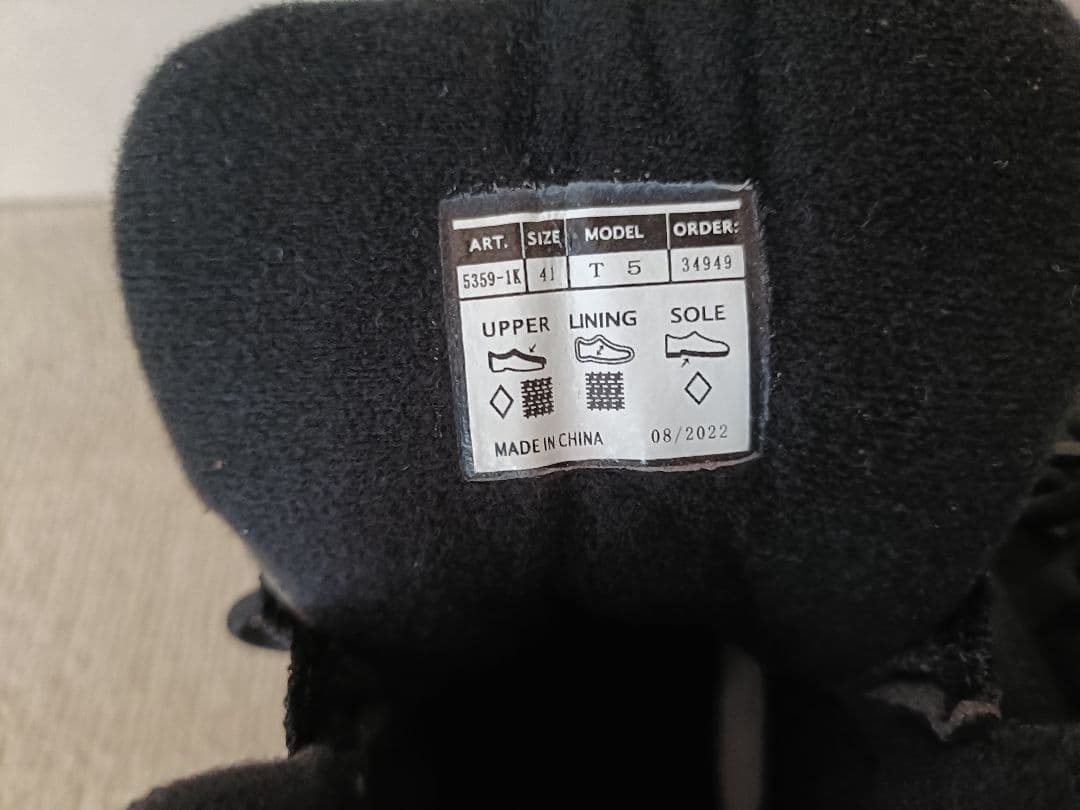 ART. SIZE MODEL ORDER:
5359-1K 41 T 5 34949
UPPER LINING SOLE
MADE IN CHINA 08/2022